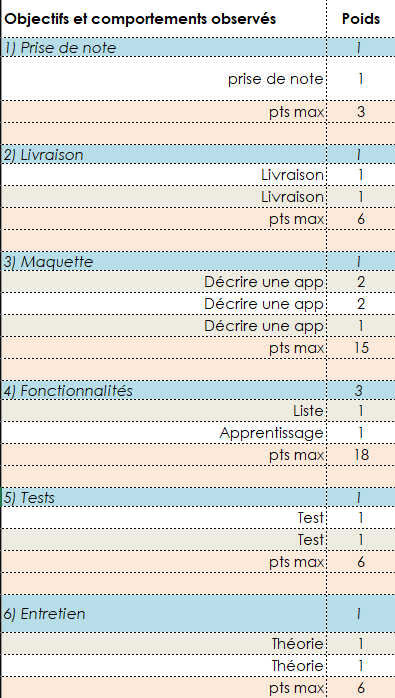 Objectifs et comportements observés Poids
1) Prise de note 1
prise de note 1
pts max 3
2) Livraison 1
Livraison 1
Livraison 1
pts max 6
3) Maquette 1
Décrire une app 2
Décrire une app 2
Décrire une app 1
pts max 15
4) Fonctionnalités 3
Liste 1
Apprentissage 1
pts max 18
5) Tests 1
Test 1
Test 1
pts max 6
6) Entretien 1
Théorie 1
Théorie 1
pts max 6